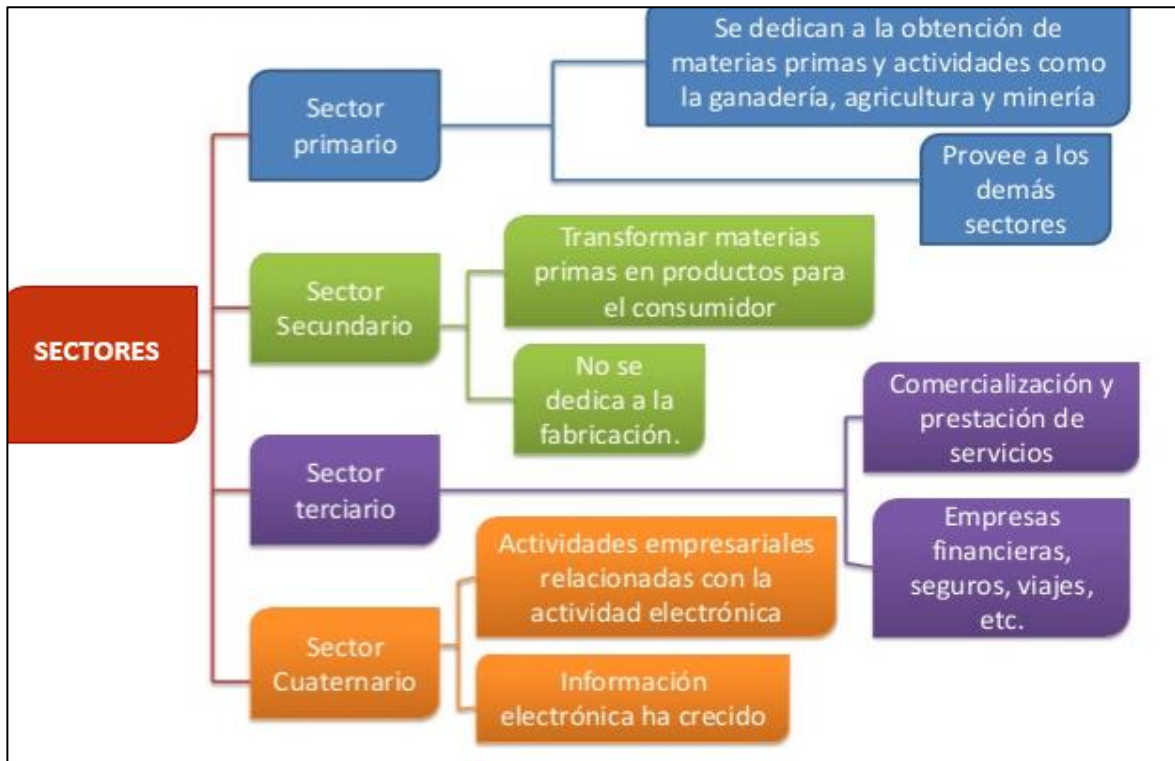 SECTORES
Sector
primario
Se dedican a la obtención de
materias primas y actividades como
la ganadería, agricultura y minería
Provee a los
demás
sectores
Sector
Secundario
Transformar materias
primas en productos para
el consumidor
No se
dedica a la
fabricación.
Sector
terciario
Comercialización y
prestación de
servicios
Empresas
financieras,
seguros, viajes,
etc.
Sector
Cuaternario
Actividades empresariales
relacionadas con la
actividad electrónica
Información
electrónica ha crecido